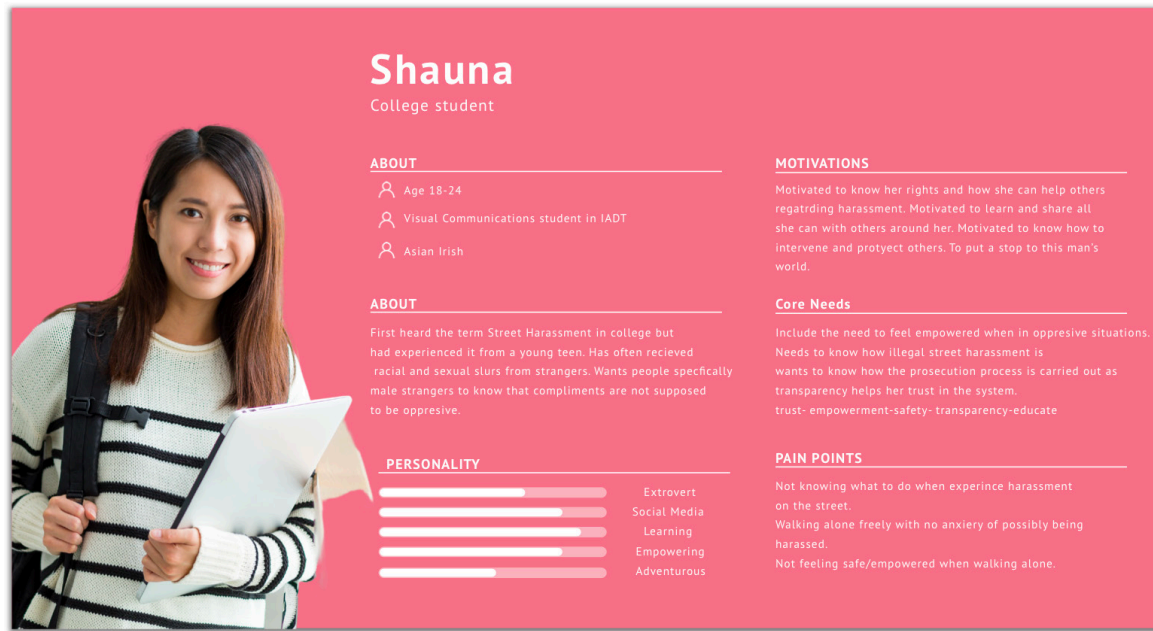 Shauna
College student
ABOUT
Age 18-24
Visual Communications student in IADT
Asian Irish
ABOUT
First heard the term Street Harassment in college but
had experienced it from a young teen. Has often recieved
racial and sexual slurs from strangers. Wants people specfically
male strangers to know that compliments are not supposed
to be oppresive.
PERSONALITY
Extrovert
Social Media
Learning
Empowering
Adventurous
MOTIVATIONS
Motivated to know her rights and how she can help others
regatrding harassment. Motivated to learn and share all
she can with others around her. Motivated to know how to
intervene and protyect others. To put a stop to this man's
world.
Core Needs
Include the need to feel empowered when in oppresive situations.
Needs to know how illegal street harassment is
wants to know how the prosecution process is carried out as
transparency helps her trust in the system.
trust- empowerment-safety- transparency-educate
PAIN POINTS
Not knowing what to do when experince harassment
on the street.
Walking alone freely with no anxiery of possibly being
harassed.
Not feeling safe/empowered when walking alone.